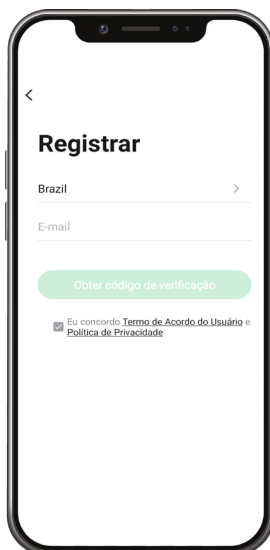 Registrar
Brazil
E-mail
Obter código de verificação
Eu concordo Termo de Acordo do Usuário e
Política de Privacidade